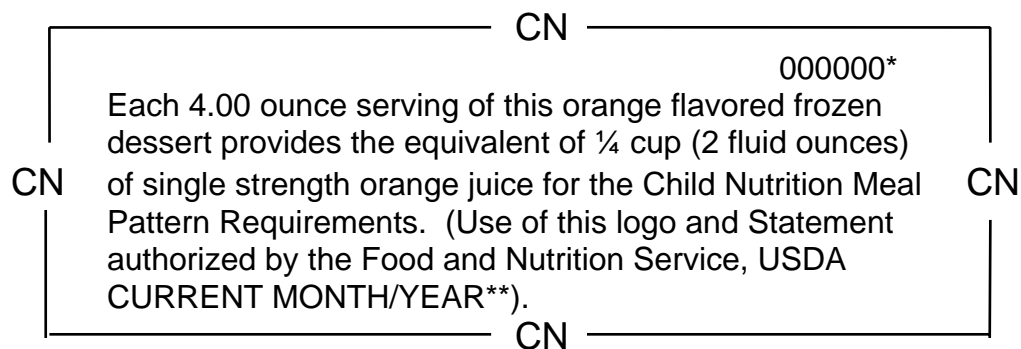 CN
000000*
Each 4.00 ounce serving of this orange flavored frozen
dessert provides the equivalent of ¼ cup (2 fluid ounces)
CN of single strength orange juice for the Child Nutrition Meal CN
Pattern Requirements. (Use of this logo and Statement
authorized by the Food and Nutrition Service, USDA
CURRENT MONTH/YEAR**).
CN